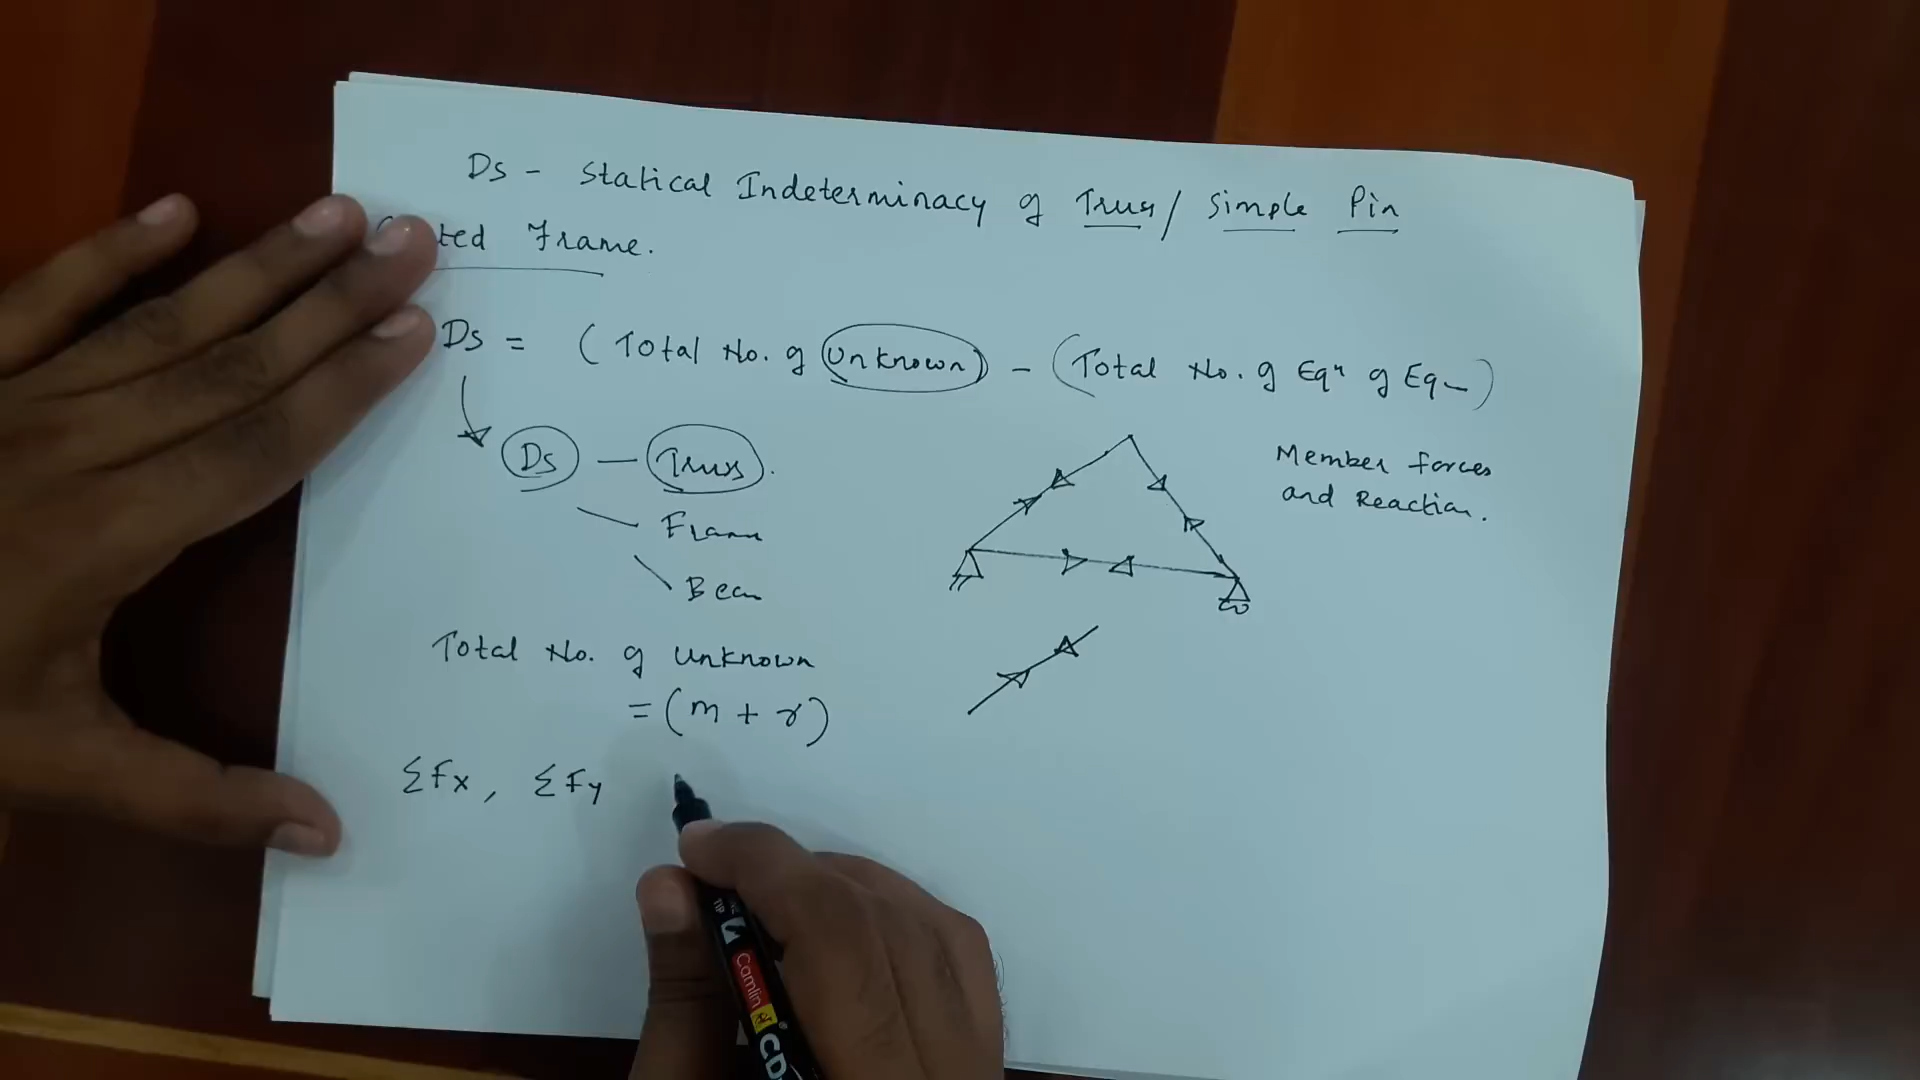 Ds - Statical Indeterminacy of Truss / Simple Pin
ted Frame.
Ds = (Total No. of Unknown) - (Total No. of Eqn of Eq)
Ds - Truss.
Frame
Beam
Member forces
and Reaction.
Total No. of Unknown
= (m + r)
ΣFx, ΣFy
Camlin
CD